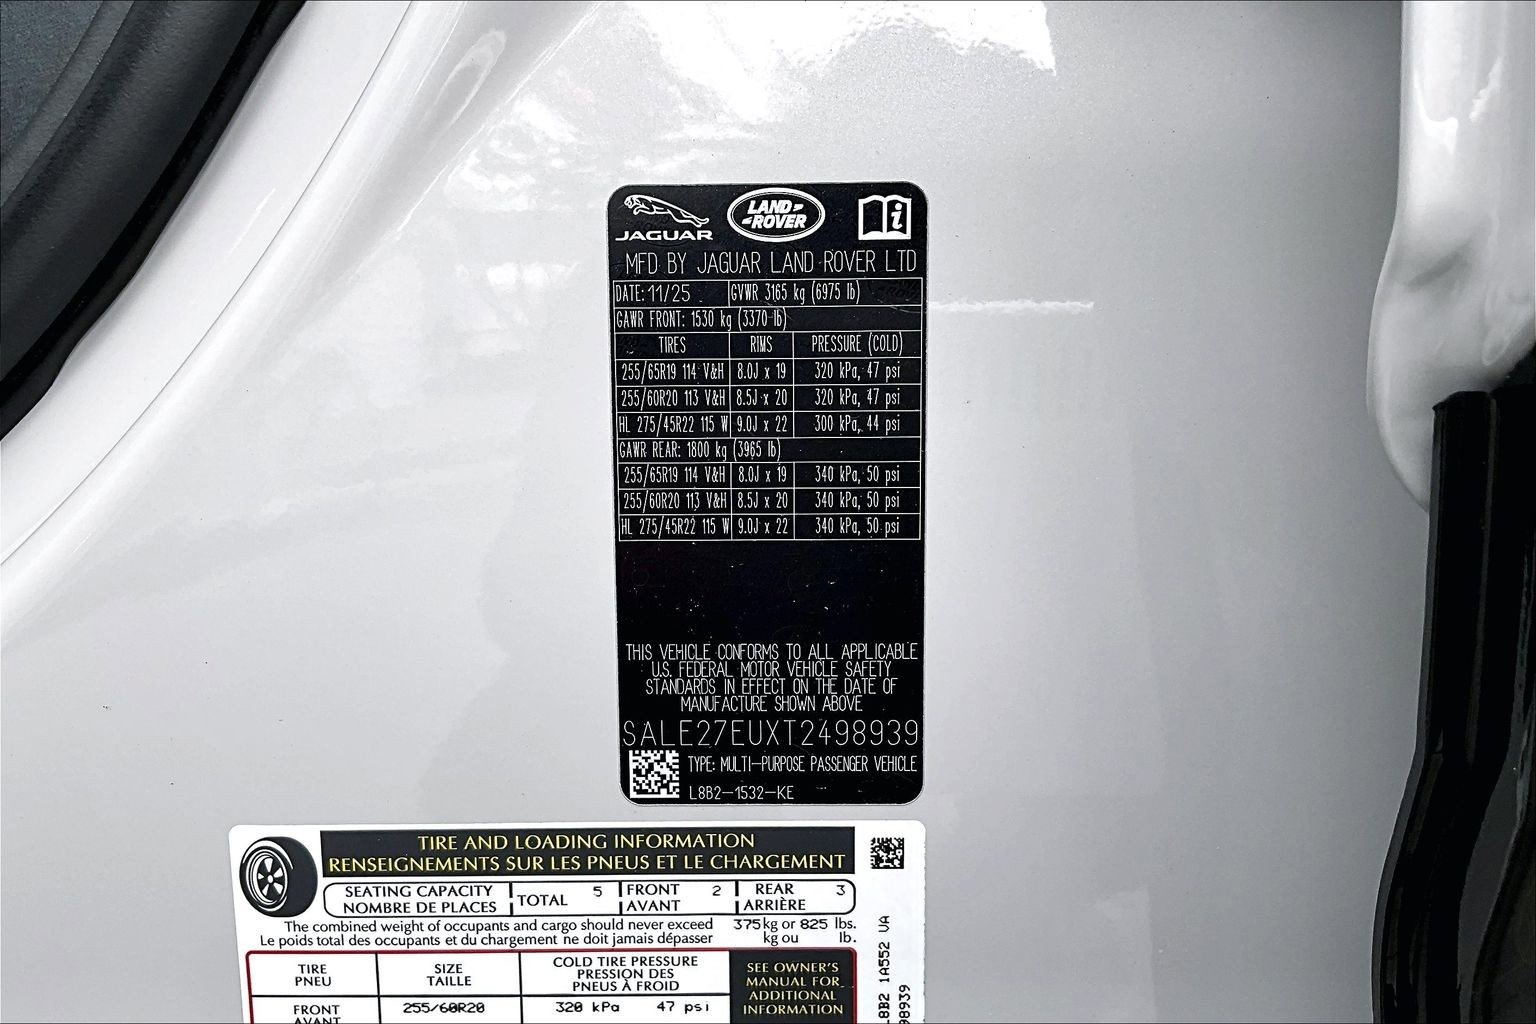 JAGUAR
LAND ROVER
MFD BY JAGUAR LAND ROVER LTD
DATE: 11/25 GVWR 3165 kg (6975 lb)
GAWR FRONT: 1530 kg (3370 lb)
TIRES RIMS PRESSURE (COLD)
255/65R19 114 V&H 8.0J x 19 320 kPa, 47 psi
255/60R20 113 V&H 8.5J x 20 320 kPa, 47 psi
HL 275/45R22 115 W 9.0J x 22 300 kPa, 44 psi
GAWR REAR: 1800 kg (3965 lb)
255/65R19 114 V&H 8.0J x 19 340 kPa, 50 psi
255/60R20 113 V&H 8.5J x 20 340 kPa, 50 psi
HL 275/45R22 115 W 9.0J x 22 340 kPa, 50 psi
THIS VEHICLE CONFORMS TO ALL APPLICABLE
U.S. FEDERAL MOTOR VEHICLE SAFETY
STANDARDS IN EFFECT ON THE DATE OF
MANUFACTURE SHOWN ABOVE
SALE27EUXT2498939
TYPE: MULTI-PURPOSE PASSENGER VEHICLE
L8B2-1532-KE
TIRE AND LOADING INFORMATION
RENSEIGNEMENTS SUR LES PNEUS ET LE CHARGEMENT
SEATING CAPACITY
NOMBRE DE PLACES
TOTAL 5
FRONT 2
AVANT
REAR 3
ARRIÈRE
The combined weight of occupants and cargo should never exceed 375 kg or 825 lbs.
Le poids total des occupants et du chargement ne doit jamais dépasser kg ou lb.
TIRE
PNEU
SIZE
TAILLE
COLD TIRE PRESSURE
PRESSION DES
PNEUS À FROID
SEE OWNER'S
MANUAL FOR
ADDITIONAL
INFORMATION
FRONT
AVANT
255/60R20
320 kPa 47 psi
L8B2 1A552 VA
98939